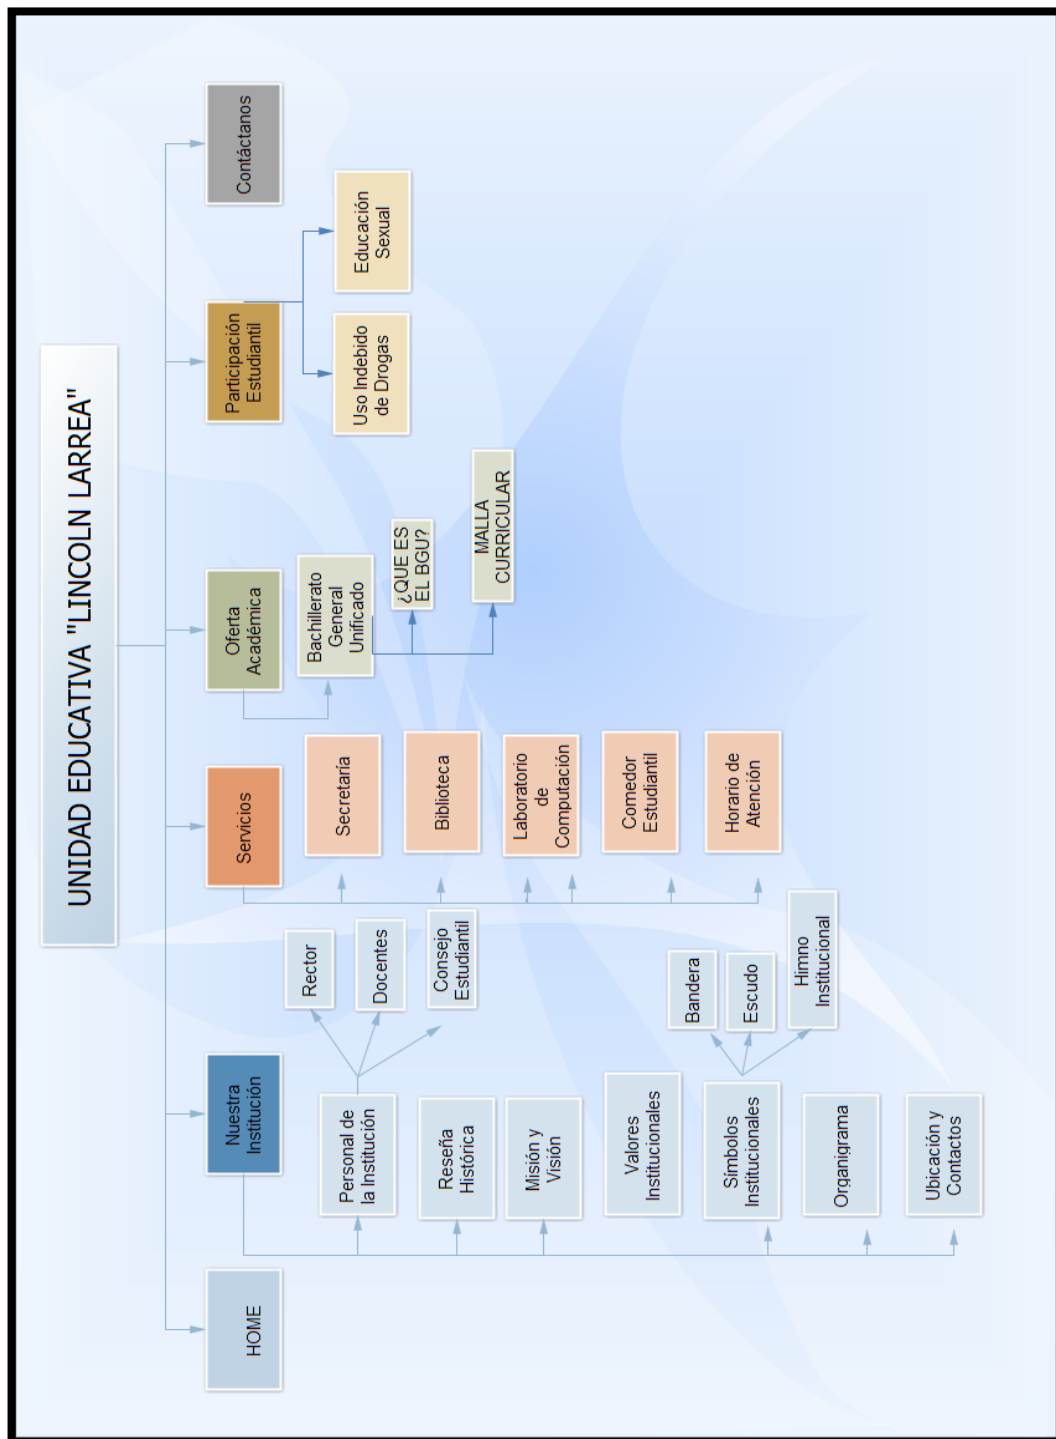 UNIDAD EDUCATIVA "LINCOLN LARREA"
HOME
Nuestra
Institución
Servicios
Oferta
Académica
Participación
Estudiantil
Contáctanos
Personal de
la Institución
Rector
Docentes
Consejo
Estudiantil
Reseña
Histórica
Misión y
Visión
Valores
Institucionales
Símbolos
Institucionales
Bandera
Escudo
Himno
Institucional
Organigrama
Ubicación y
Contactos
Secretaría
Biblioteca
Laboratorio
de
Computación
Comedor
Estudiantil
Horario de
Atención
Bachillerato
General
Unificado
¿QUE ES
EL BGU?
MALLA
CURRICULAR
Uso Indebido
de Drogas
Educación
Sexual